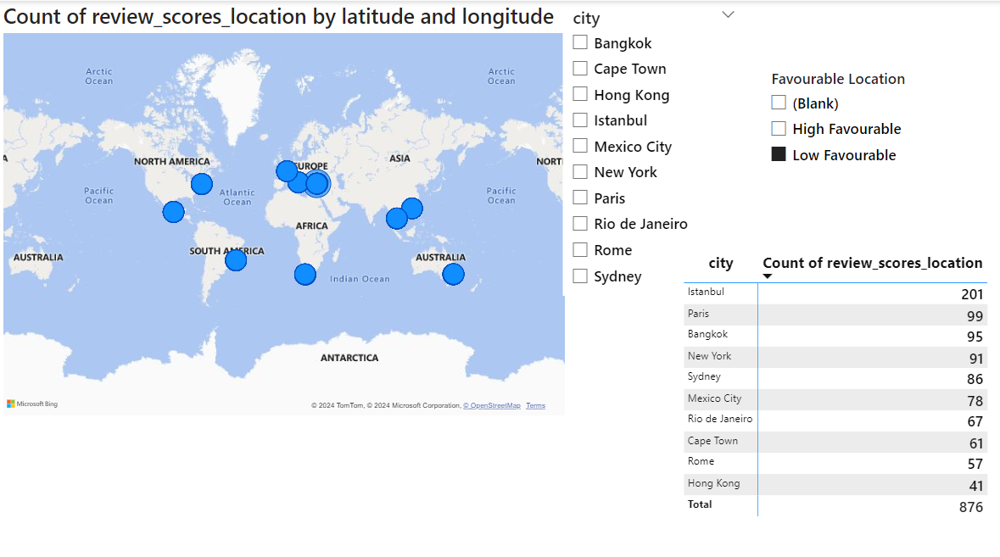 Count of review_scores_location by latitude and longitude
Arctic
Ocean
Arctic
Ocean
A
NORTH AMERICA
EUROPE
ASIA
NORT
Pacific
Ocean
Atlantic
Ocean
Pacific
Ocean
AFRICA
AUSTRALIA
SOUTH AMERICA
AUSTRALIA
Indian Ocean
ANTARCTICA
Microsoft Bing
© 2024 TomTom, © 2024 Microsoft Corporation, © OpenStreetMap Terms
city
Bangkok
Cape Town
Hong Kong
Istanbul
Mexico City
New York
Paris
Rio de Janeiro
Rome
Sydney
Favourable Location
(Blank)
High Favourable
Low Favourable
city Count of review_scores_location
Istanbul 201
Paris 99
Bangkok 95
New York 91
Sydney 86
Mexico City 78
Rio de Janeiro 67
Cape Town 61
Rome 57
Hong Kong 41
Total 876